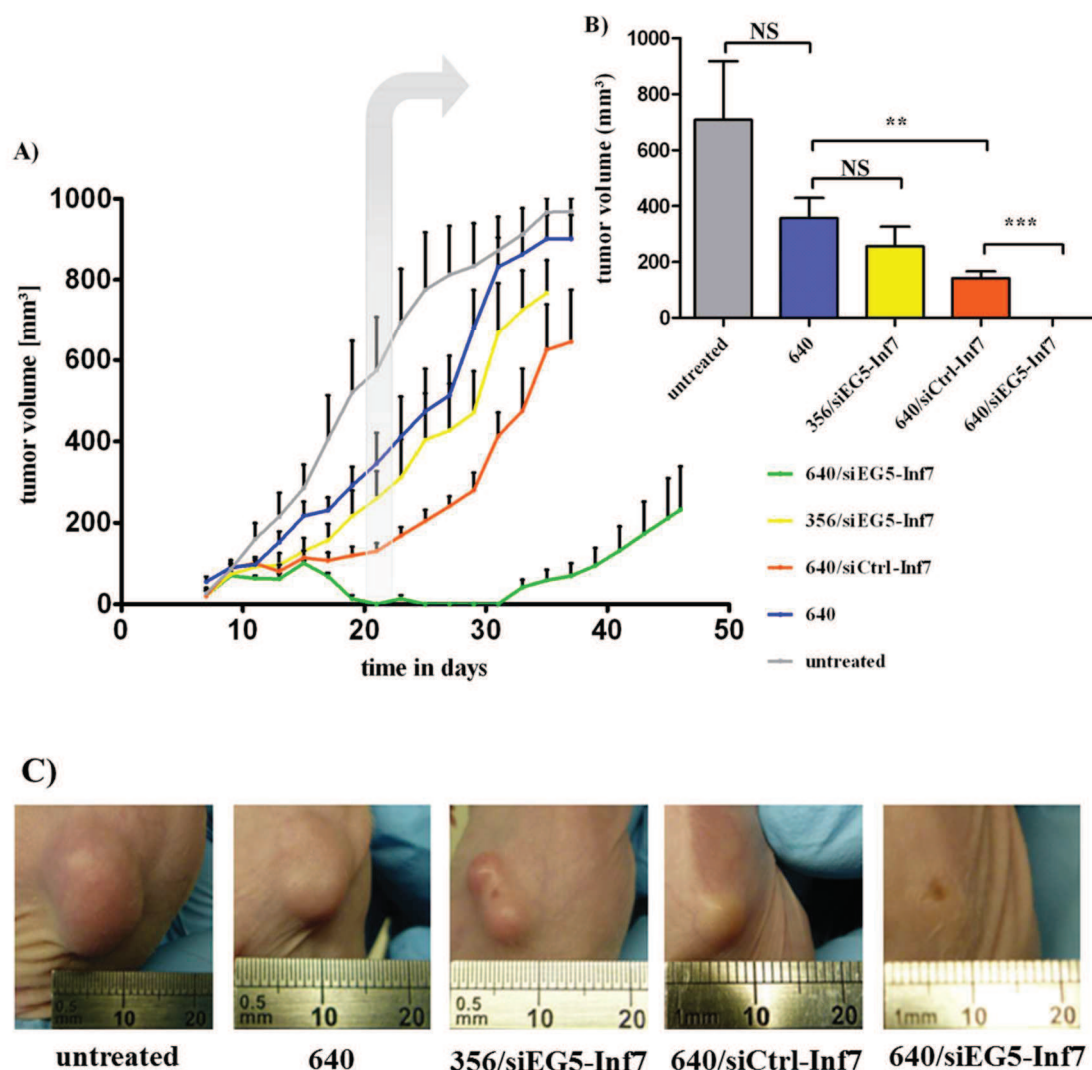 A)
tumor volume [mm³]
1000
800
600
400
200
0
0
10
20
30
40
50
time in days
B)
tumor volume (mm³)
1000
800
600
400
200
0
NS
**
NS
***
untreated
640
356/siEG5-Inf7
640/siCtrl-Inf7
640/siEG5-Inf7
640/siEG5-Inf7
356/siEG5-Inf7
640/siCtrl-Inf7
640
untreated
C)
0.5
mm 10 20
0.5
mm 10 20
0.5
mm 10 20
1mm 10 20
1mm 10 20
untreated
640
356/siEG5-Inf7
640/siCtrl-Inf7
640/siEG5-Inf7